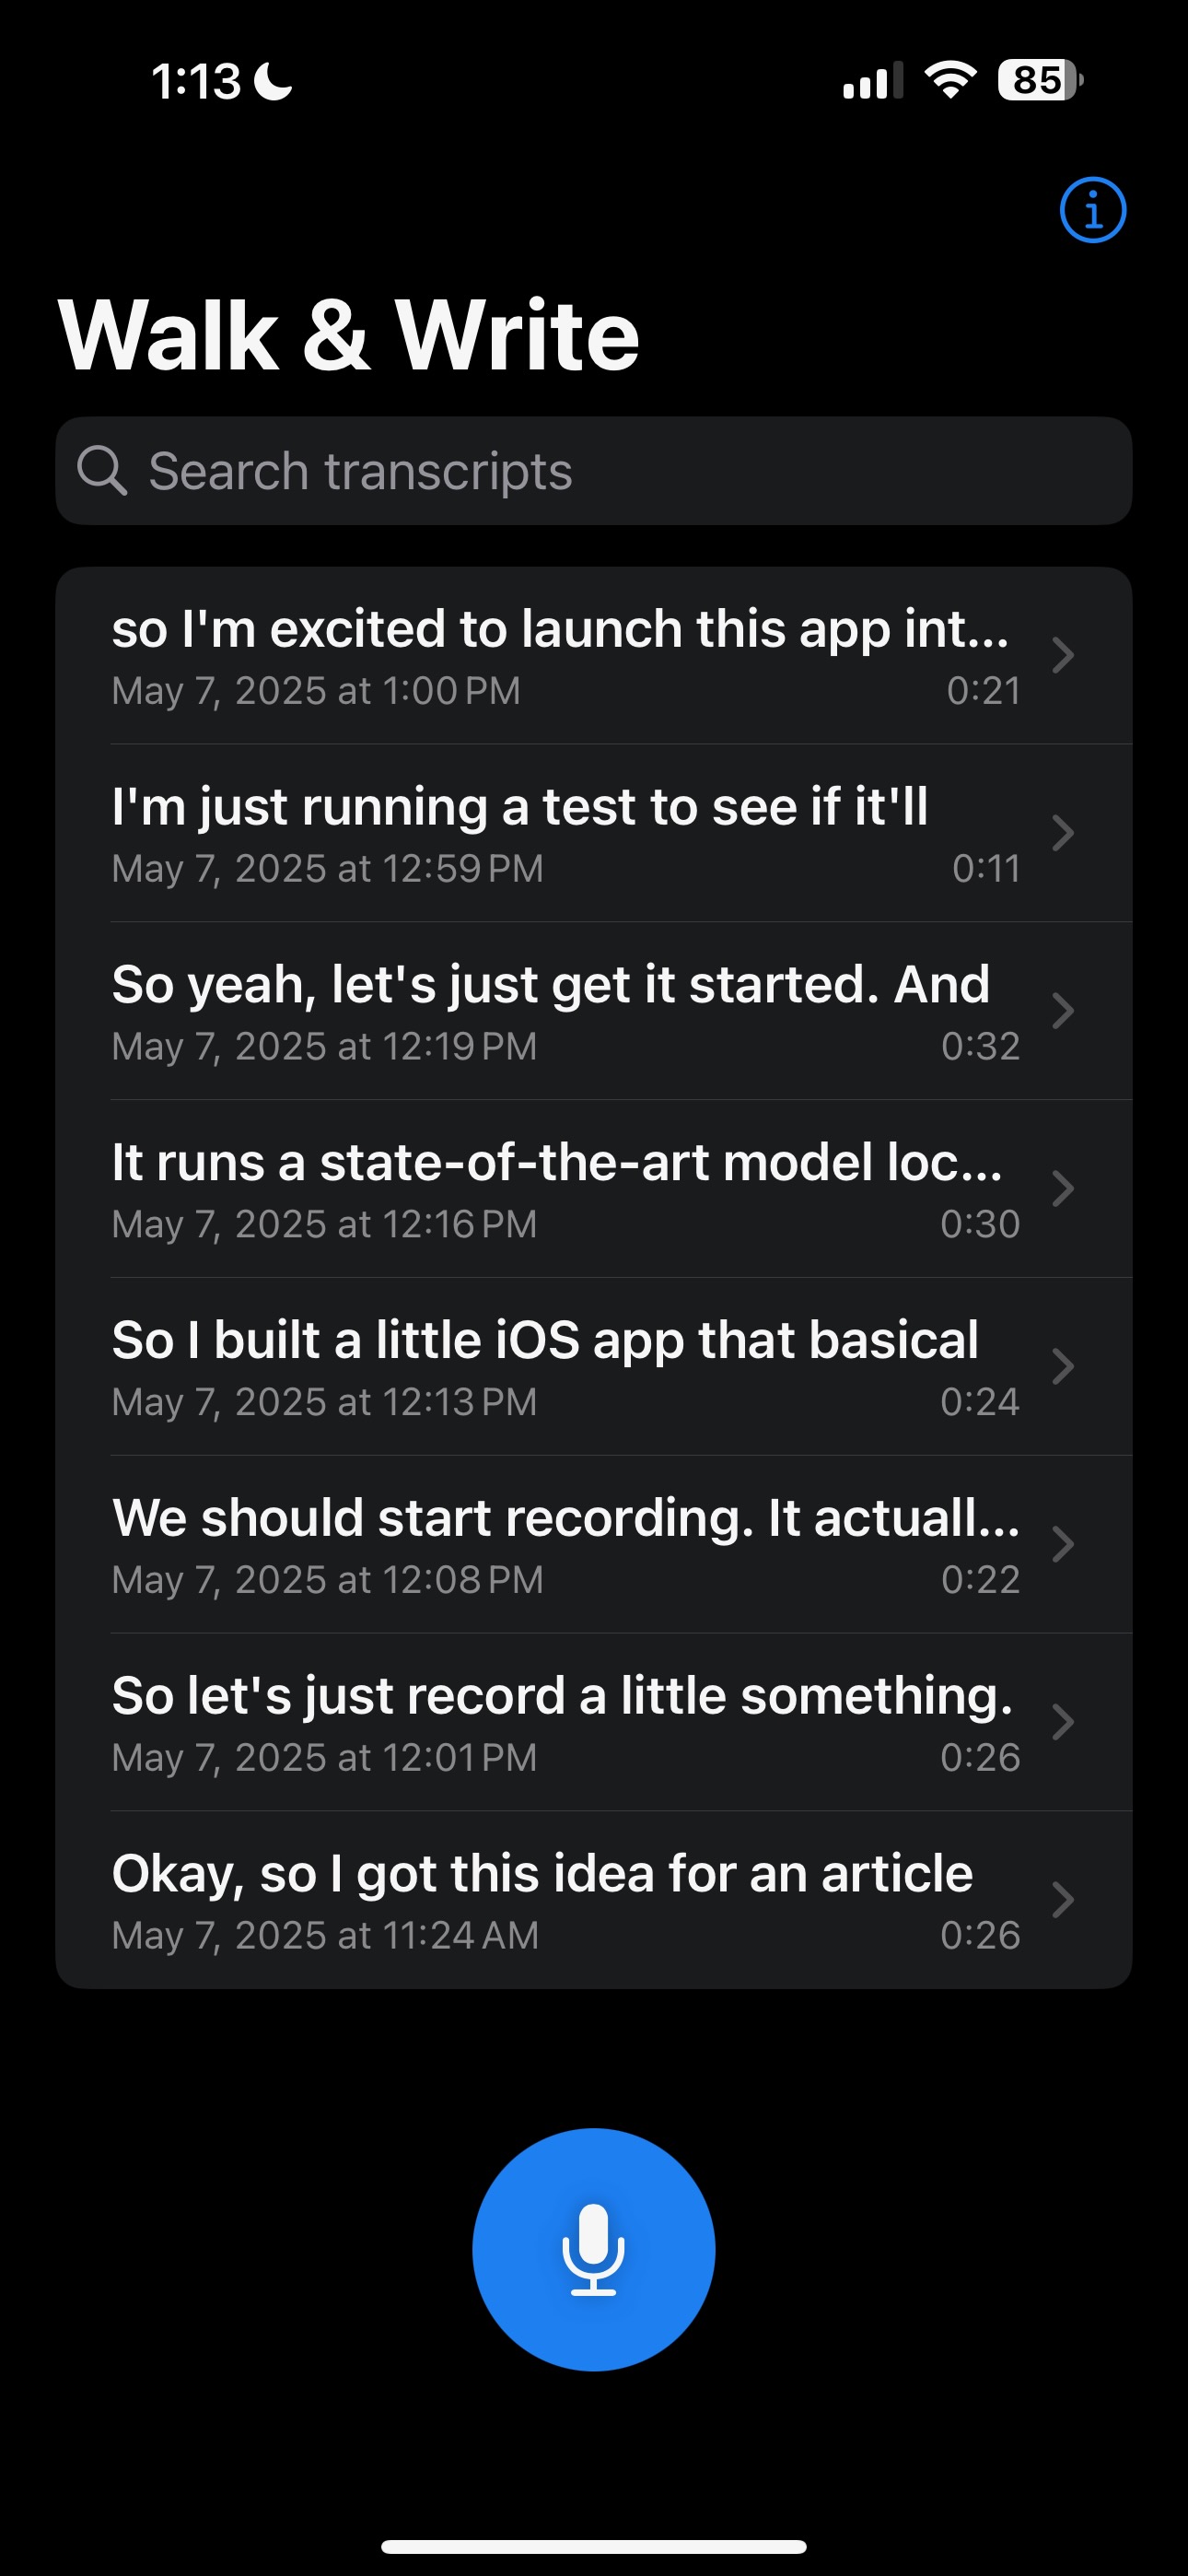 1:13
85
Walk & Write
Search transcripts
so I'm excited to launch this app int...
May 7, 2025 at 1:00 PM 0:21
I'm just running a test to see if it'll
May 7, 2025 at 12:59 PM 0:11
So yeah, let's just get it started. And
May 7, 2025 at 12:19 PM 0:32
It runs a state-of-the-art model loc...
May 7, 2025 at 12:16 PM 0:30
So I built a little iOS app that basical
May 7, 2025 at 12:13 PM 0:24
We should start recording. It actuall...
May 7, 2025 at 12:08 PM 0:22
So let's just record a little something.
May 7, 2025 at 12:01 PM 0:26
Okay, so I got this idea for an article
May 7, 2025 at 11:24 AM 0:26